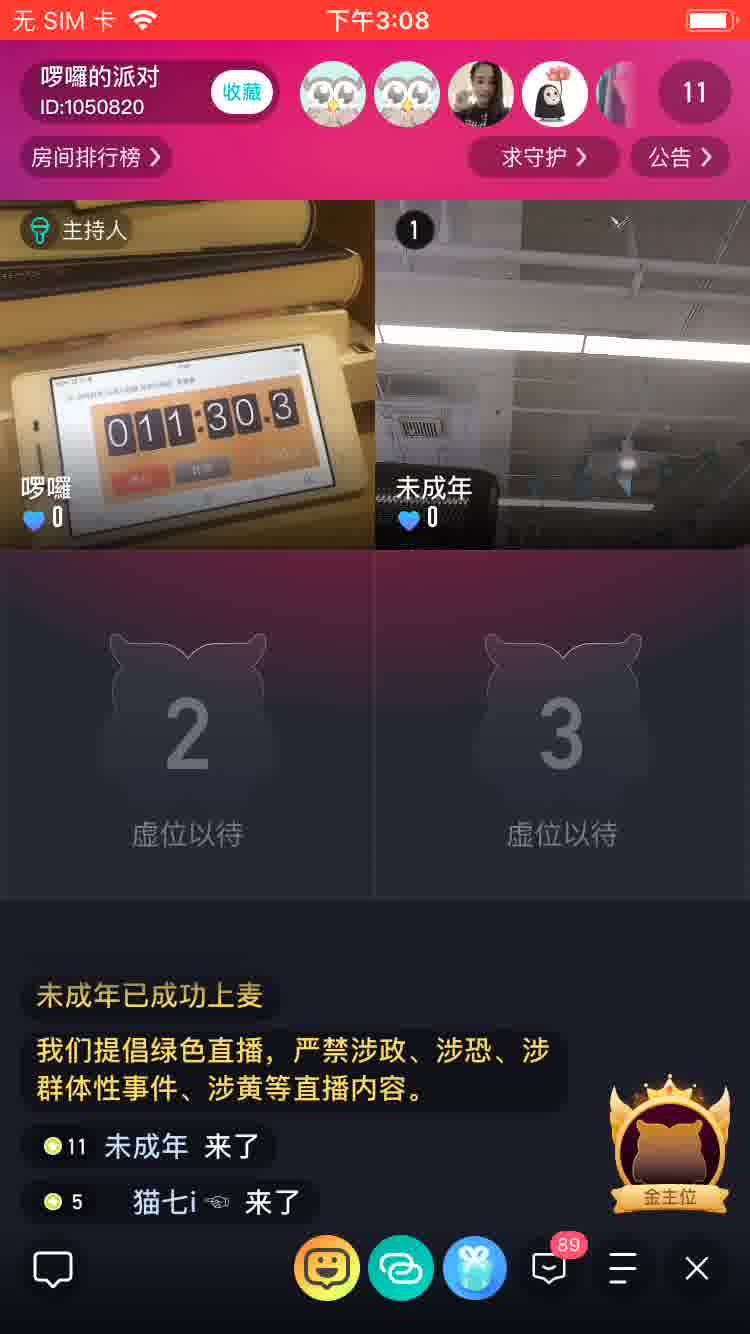 无 SIM 卡
下午3:08
啰囉的派对
ID:1050820
收藏
11
房间排行榜
求守护
公告
主持人
1
011:30.3
啰囉
0
未成年
0
2
虚位以待
3
虚位以待
未成年已成功上麦
我们提倡绿色直播，严禁涉政、涉恐、涉
群体性事件、涉黄等直播内容。
11 未成年 来了
5 猫七i☜ 来了
金主位
89